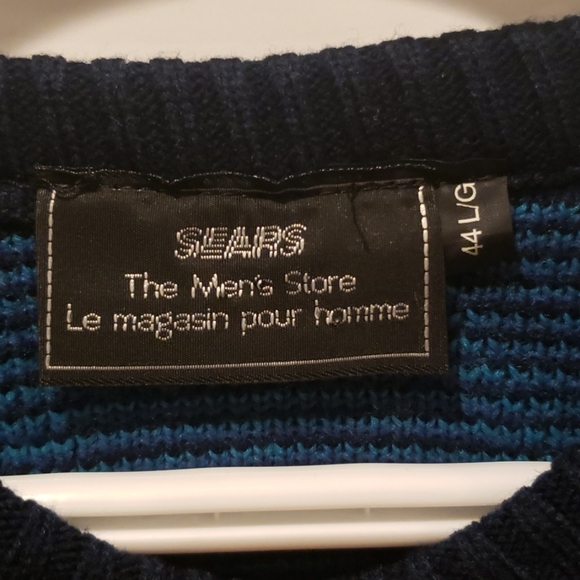 SEARS
The Men's Store
Le magasin pour homme
44 L/G